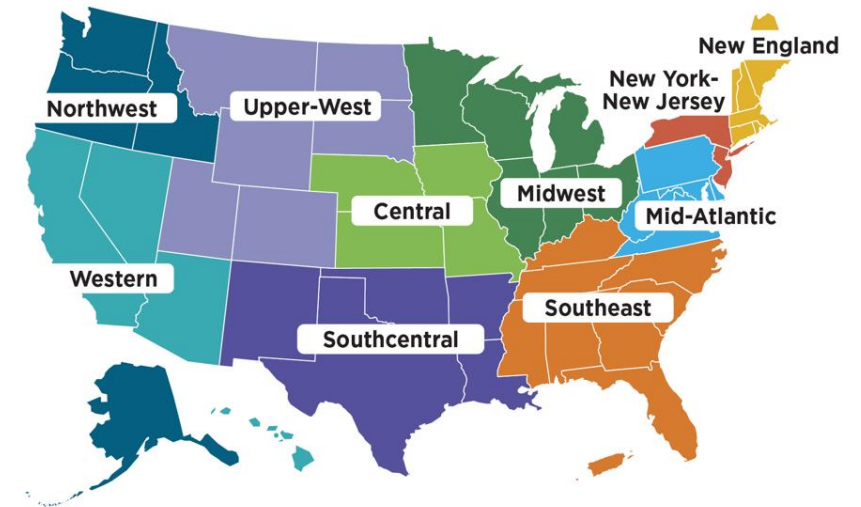 New England
New York-
New Jersey
Northwest
Upper-West
Midwest
Central
Mid-Atlantic
Western
Southeast
Southcentral